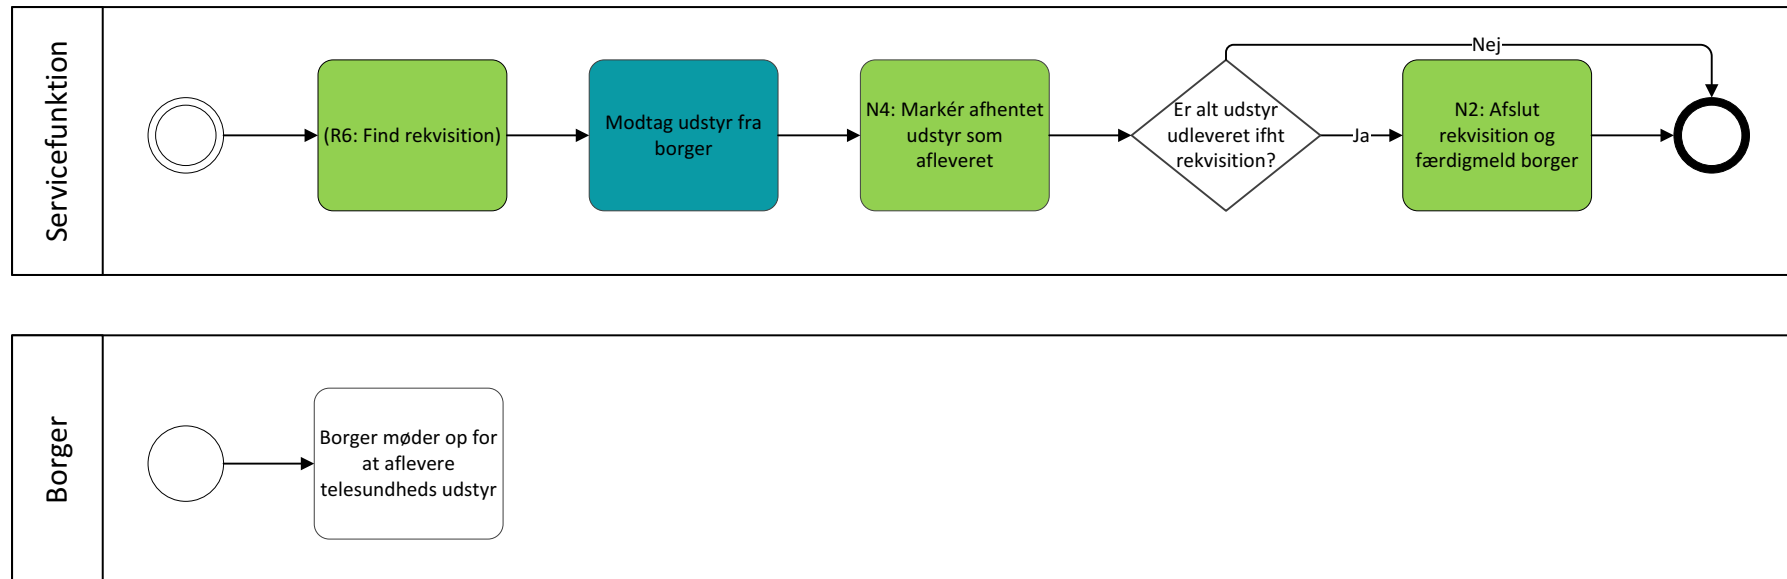 Servicefunktion
(R6: Find rekvisition)
Modtag udstyr fra
borger
N4: Markér afhentet
udstyr som
afleveret
Er alt udstyr
udleveret ifht
rekvisition?
Nej
Ja
N2: Afslut
rekvisition og
færdigmeld borger
Borger
Borger møder op for
at aflevere
telesundheds udstyr